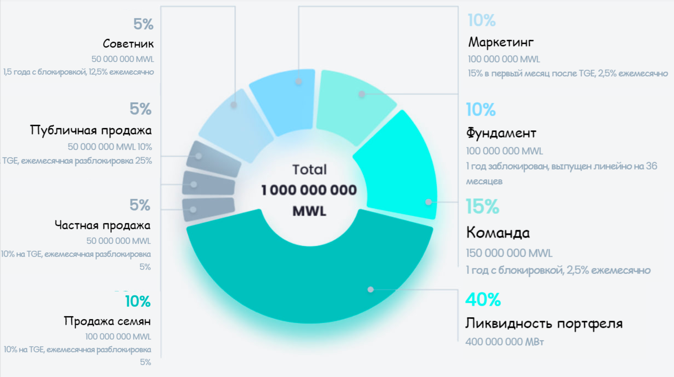 5%
Советник
50 000 000 MWL
1,5 года с блокировкой, 12,5% ежемесячно
5%
Публичная продажа
50 000 000 MWL 10%
TGE, ежемесячная разблокировка 25%
5%
Частная продажа
50 000 000 MWL
10% на TGE, ежемесячная разблокировка
5%
10%
Продажа семян
100 000 000 MWL
10% на TGE, ежемесячная разблокировка
5%
Total
1 000 000 000
MWL
10%
Маркетинг
100 000 000 MWL
15% в первый месяц после TGE, 2,5% ежемесячно
10%
Фундамент
100 000 000 MWL
1 год заблокирован, выпущен линейно на 36
месяцев
15%
Команда
150 000 000 MWL
1 год с блокировкой, 2,5% ежемесячно
40%
Ликвидность портфеля
400 000 000 МВт